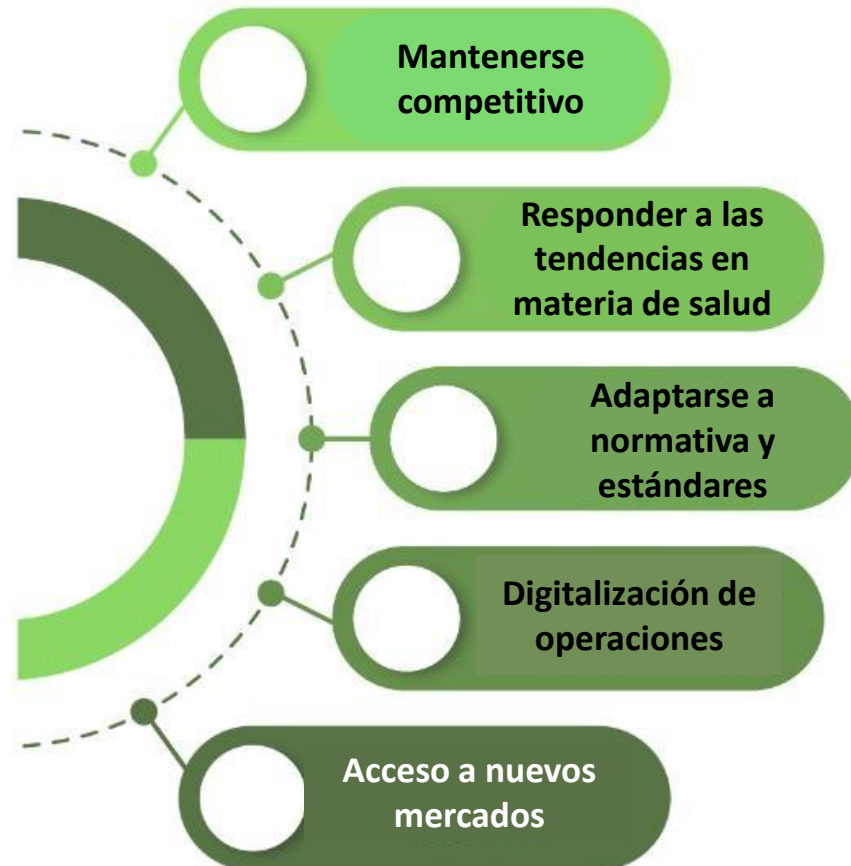 Mantenerse
competitivo
Responder a las
tendencias en
materia de salud
Adaptarse a
normativa y
estándares
Digitalización de
operaciones
Acceso a nuevos
mercados